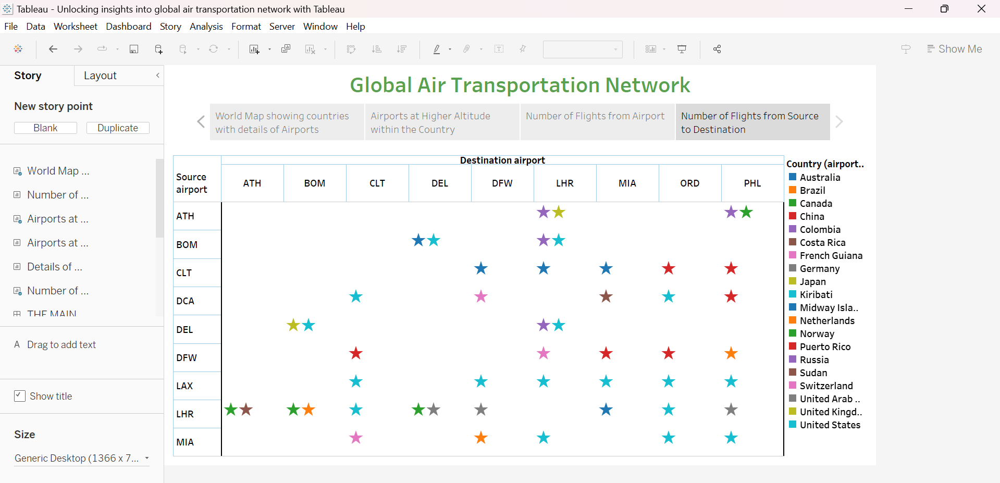 Tableau - Unlocking insights into global air transportation network with Tableau
File Data Worksheet Dashboard Story Analysis Format Server Window Help
Show Me
Story Layout
New story point
Blank Duplicate
World Map ...
Number of ...
Airports at ...
Airports at ...
Details of ...
Number of ...
THE MAIN
A Drag to add text
Show title
Size
Generic Desktop (1366 x 7...
Global Air Transportation Network
World Map showing countries
with details of Airports
Airports at Higher Altitude
within the Country
Number of Flights from Airport
Number of Flights from Source
to Destination
Destination airport
Source
airport
ATH BOM CLT DEL DFW LHR MIA ORD PHL
ATH
BOM
CLT
DCA
DEL
DFW
LAX
LHR
MIA
Country (airport..
Australia
Brazil
Canada
China
Colombia
Costa Rica
French Guiana
Germany
Japan
Kiribati
Midway Isla..
Netherlands
Norway
Puerto Rico
Russia
Sudan
Switzerland
United Arab ..
United Kingd..
United States